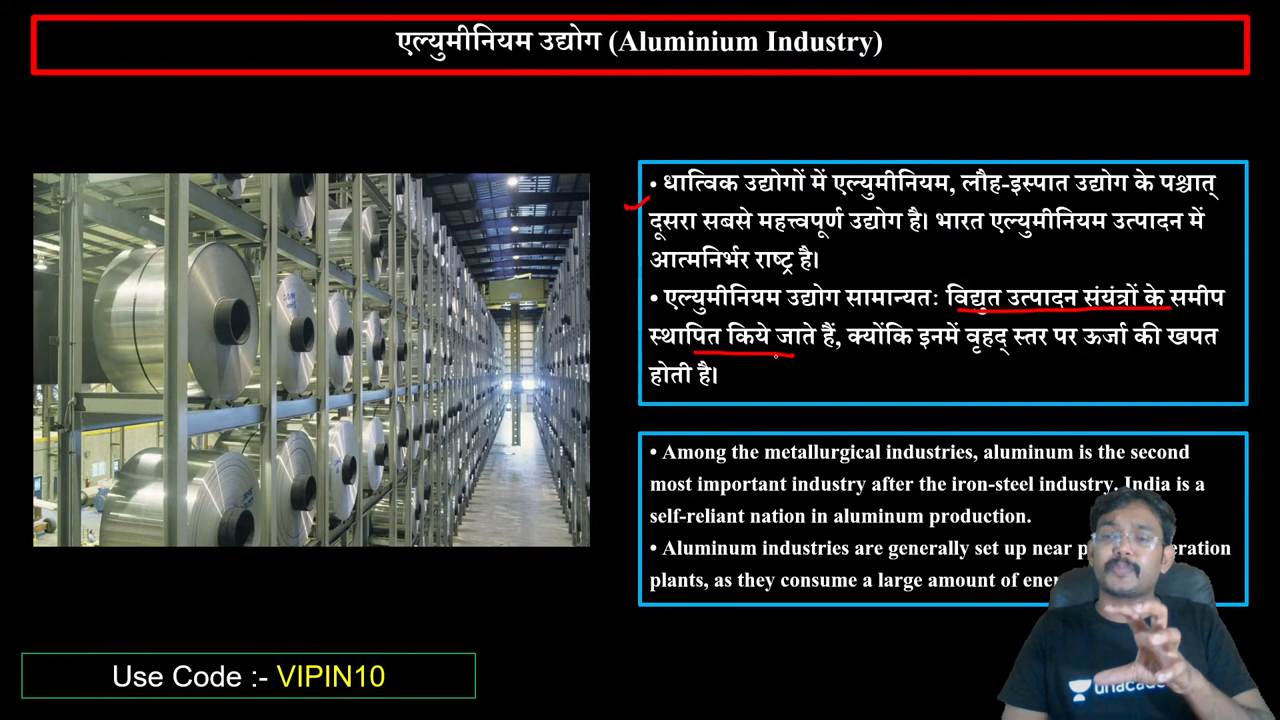 एल्युमीनियम उद्योग (Aluminium Industry)
• धात्विक उद्योगों में एल्युमीनियम, लौह-इस्पात उद्योग के पश्चात्
दूसरा सबसे महत्त्वपूर्ण उद्योग है। भारत एल्युमीनियम उत्पादन में
आत्मनिर्भर राष्ट्र है।
• एल्युमीनियम उद्योग सामान्यतः विद्युत उत्पादन संयंत्रों के समीप
स्थापित किये जाते हैं, क्योंकि इनमें वृहद् स्तर पर ऊर्जा की खपत
होती है।
• Among the metallurgical industries, aluminum is the second
most important industry after the iron-steel industry. India is a
self-reliant nation in aluminum production.
• Aluminum industries are generally set up near
plants, as they consume a large amount of
Use Code :- VIPIN10